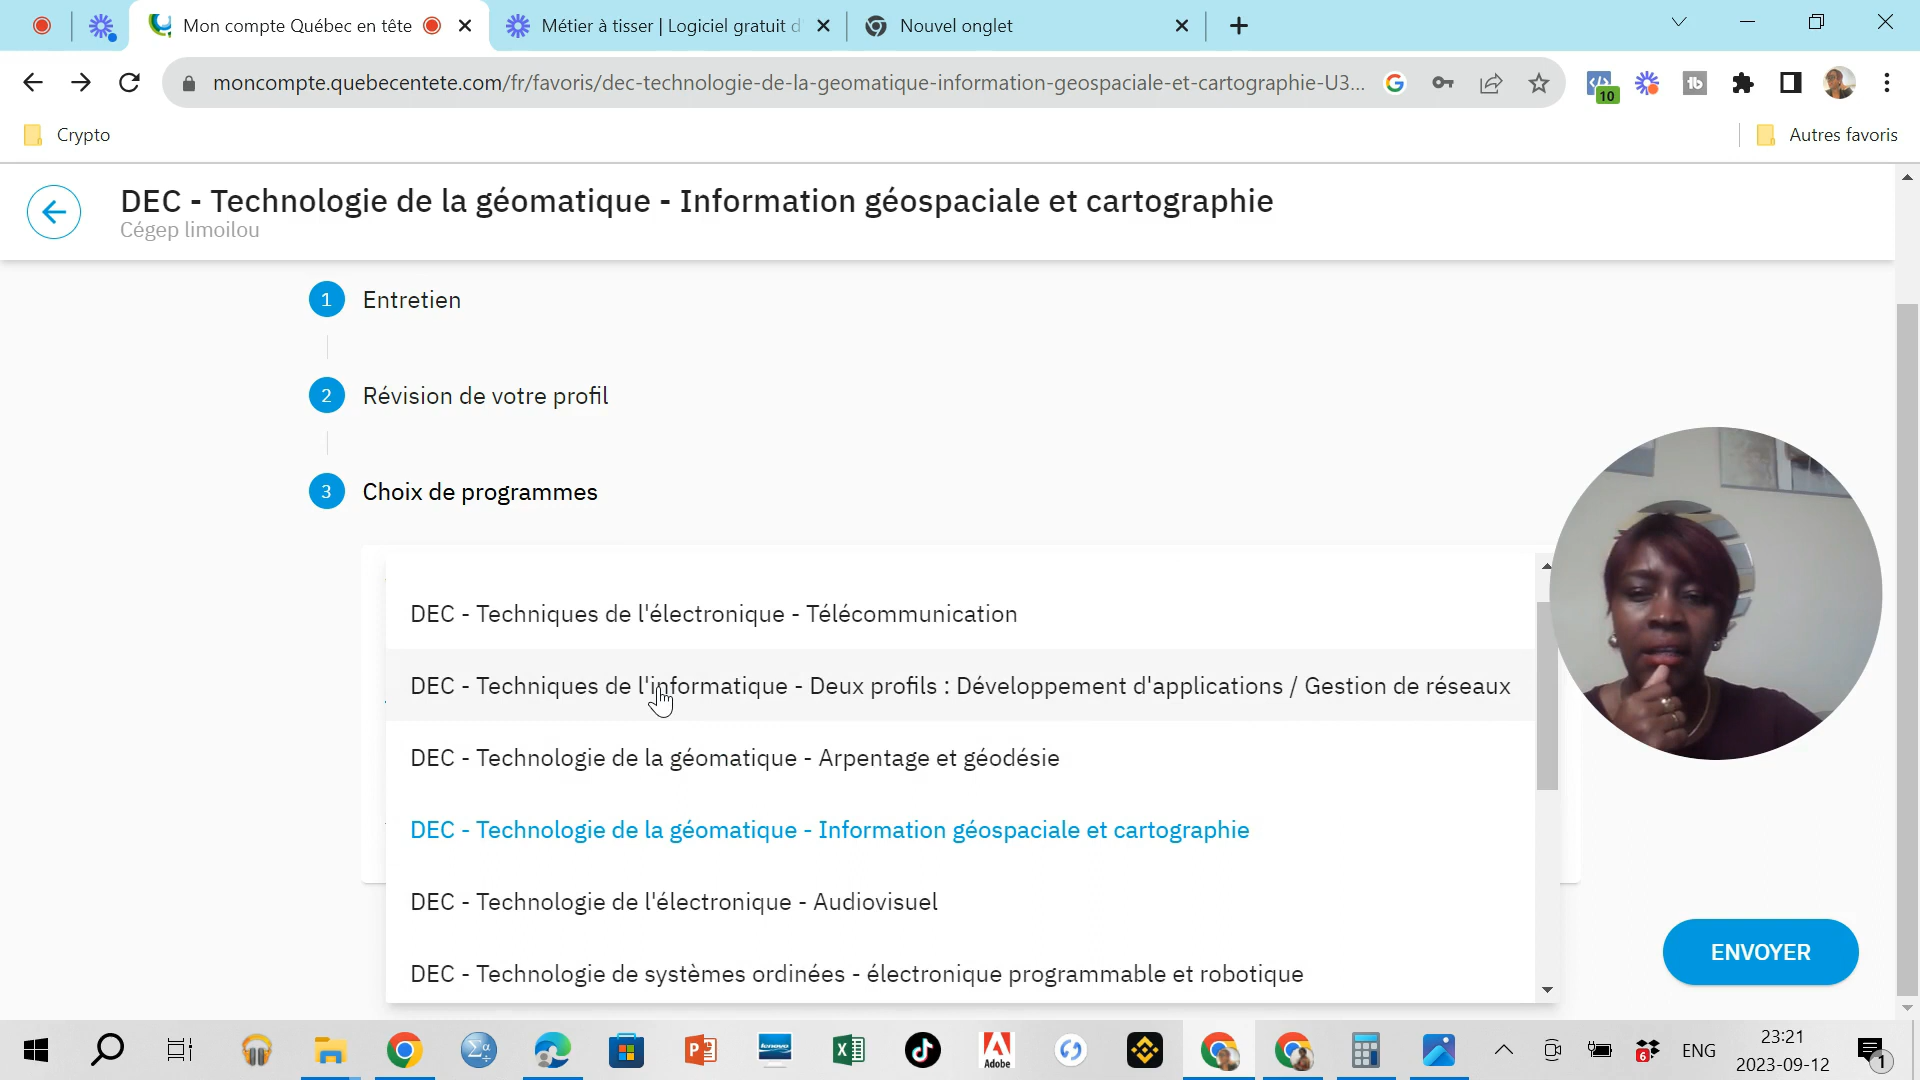 Mon compte Québec en tête
Métier à tisser | Logiciel gratuit d
Nouvel onglet
moncompte.quebecentete.com/fr/favoris/dec-technologie-de-la-geomatique-information-geospaciale-et-cartographie-U3...
10
Crypto
Autres favoris
DEC - Technologie de la géomatique - Information géospaciale et cartographie
Cégep limoilou
1 Entretien
2 Révision de votre profil
3 Choix de programmes
DEC - Techniques de l'électronique - Télécommunication
DEC - Techniques de l'informatique - Deux profils : Développement d'applications / Gestion de réseaux
DEC - Technologie de la géomatique - Arpentage et géodésie
DEC - Technologie de la géomatique - Information géospaciale et cartographie
DEC - Technologie de l'électronique - Audiovisuel
DEC - Technologie de systèmes ordinées - électronique programmable et robotique
ENVOYER
lenovo
Adobe
6
ENG
23:21
2023-09-12
1